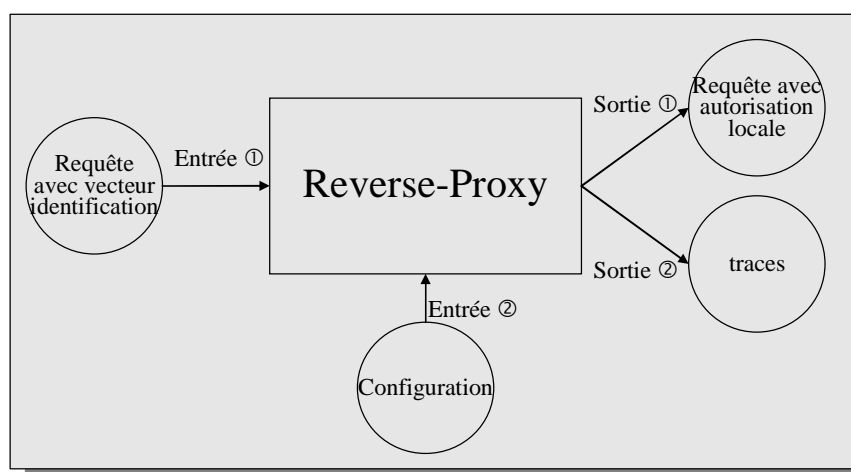 Requête
avec vecteur
identification
Entrée ①
Reverse-Proxy
Sortie ①
Requête avec
autorisation
locale
Sortie ②
traces
Entrée ②
Configuration